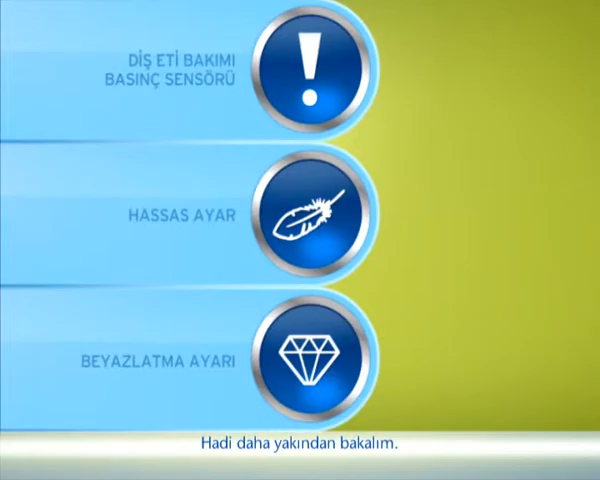 DİŞ ETİ BAKIMI
BASINÇ SENSÖRÜ
HASSAS AYAR
BEYAZLATMA AYARI
Hadi daha yakından bakalım.